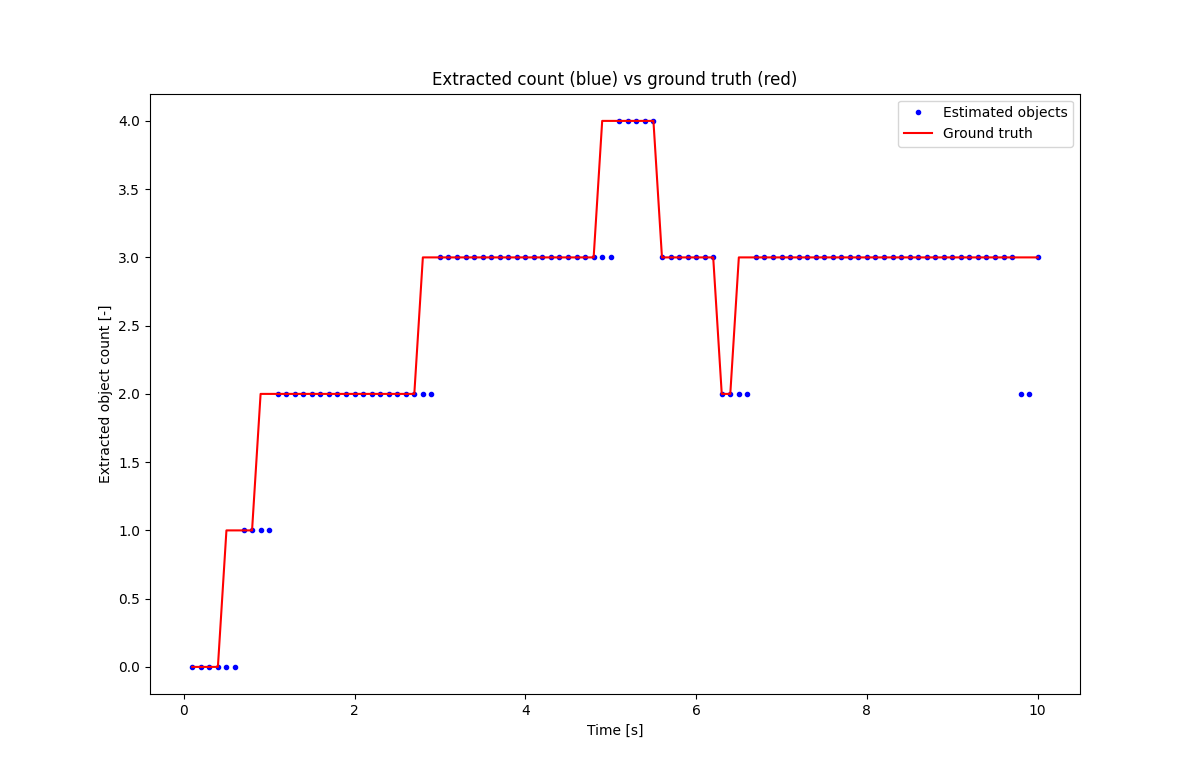 Extracted count (blue) vs ground truth (red)
Estimated objects
Ground truth
4.0
3.5
3.0
2.5
2.0
1.5
1.0
0.5
0.0
Extracted object count [-]
0 2 4 6 8 10
Time [s]